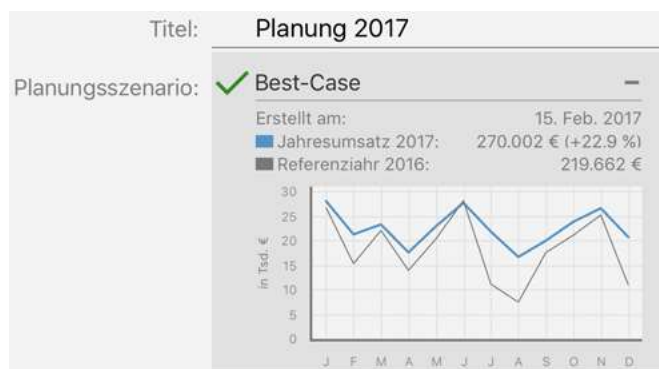 Titel: Planung 2017
Planungsszenario: Best-Case
Erstellt am: 15. Feb. 2017
Jahresumsatz 2017: 270.002 € (+22.9 %)
Referenzjahr 2016: 219.662 €
30
25
20
15
10
5
0
in Tsd. €
J F M A M J J A S O N D